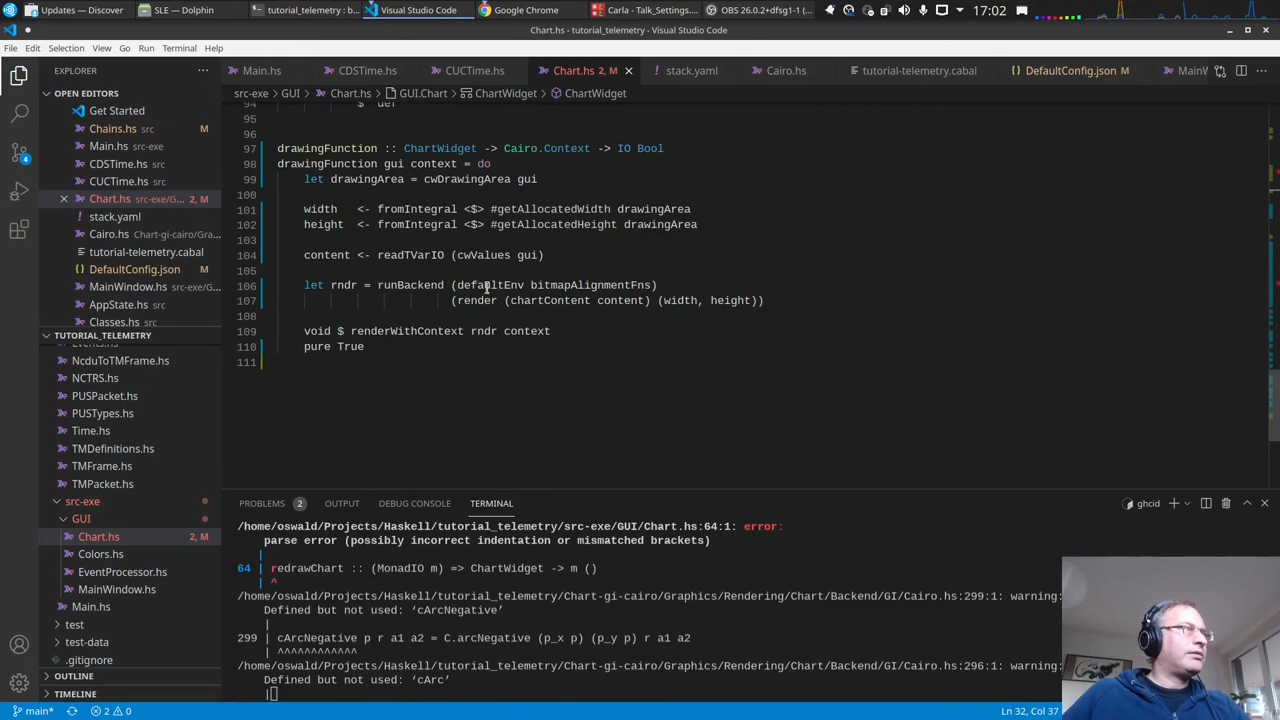 Updates (via Discover)
SLE — Dolphin
tutorial_telemetry : b...
Visual Studio Code
Google Chrome
Carla - Talk_Settings....
OBS 26.0.2+dfsg1-1 (d...
17:02
Chart.hs - tutorial_telemetry - Visual Studio Code
File Edit Selection View Go Run Terminal Help
EXPLORER
Main.hs
CDSTime.hs
CUCTime.hs
Chart.hs 2, M
stack.yaml
Cairo.hs
tutorial-telemetry.cabal
DefaultConfig.json M
MainW
OPEN EDITORS
src-exe > GUI > Chart.hs > GUI.Chart > ChartWidget > ChartWidget
Get Started
Chains.hs src M
Main.hs src-exe
CDSTime.hs src
CUCTime.hs src
Chart.hs src-exe/G... 2, M
stack.yaml
Cairo.hs Chart-gi-cairo/Gra...
tutorial-telemetry.cabal
DefaultConfig.json M
MainWindow.hs src-exe/...
AppState.hs src
Classes.hs src
TUTORIAL_TELEMETRY
Events.hs
NcduToTMFrame.hs
NCTRS.hs
PUSPackets.hs
PUSTypes.hs
Time.hs
TMDefinitions.hs
TMFrame.hs
TMPacket.hs
src-exe
GUI
Chart.hs 2, M
Colors.hs
EventProcessor.hs
MainWindow.hs
Main.hs
test
test-data
.gitignore
OUTLINE
TIMELINE
94 $ def
95
96
97 drawingFunction :: ChartWidget -> Cairo.Context -> IO Bool
98 drawingFunction gui context = do
99 let drawingArea = cwDrawingArea gui
100
101 width <- fromIntegral <$> #getAllocatedWidth drawingArea
102 height <- fromIntegral <$> #getAllocatedHeight drawingArea
103
104 content <- readTVarIO (cwValues gui)
105
106 let rndr = runBackend (defaultEnv bitmapAlignmentFns)
107 (render (chartContent content) (width, height))
108
109 void $ renderWithContext rndr context
110 pure True
111
PROBLEMS 2 OUTPUT DEBUG CONSOLE TERMINAL
ghcid
/home/oswald/Projects/Haskell/tutorial_telemetry/src-exe/GUI/Chart.hs:64:1: error:
parse error (possibly incorrect indentation or mismatched brackets)
|
64 | redrawChart :: (MonadIO m) => ChartWidget -> m ()
| ^
/home/oswald/Projects/Haskell/tutorial_telemetry/Chart-gi-cairo/Graphics/Rendering/Chart/Backend/GI/Cairo.hs:299:1: warning:
Defined but not used: ‘cArcNegative’
|
299 | cArcNegative p r a1 a2 = C.arcNegative (p_x p) (p_y p) r a1 a2
| ^^^^^^^^^^^^
/home/oswald/Projects/Haskell/tutorial_telemetry/Chart-gi-cairo/Graphics/Rendering/Chart/Backend/GI/Cairo.hs:296:1: warning:
Defined but not used: ‘cArc’
|
main* 2 0
Ln 32, Col 37